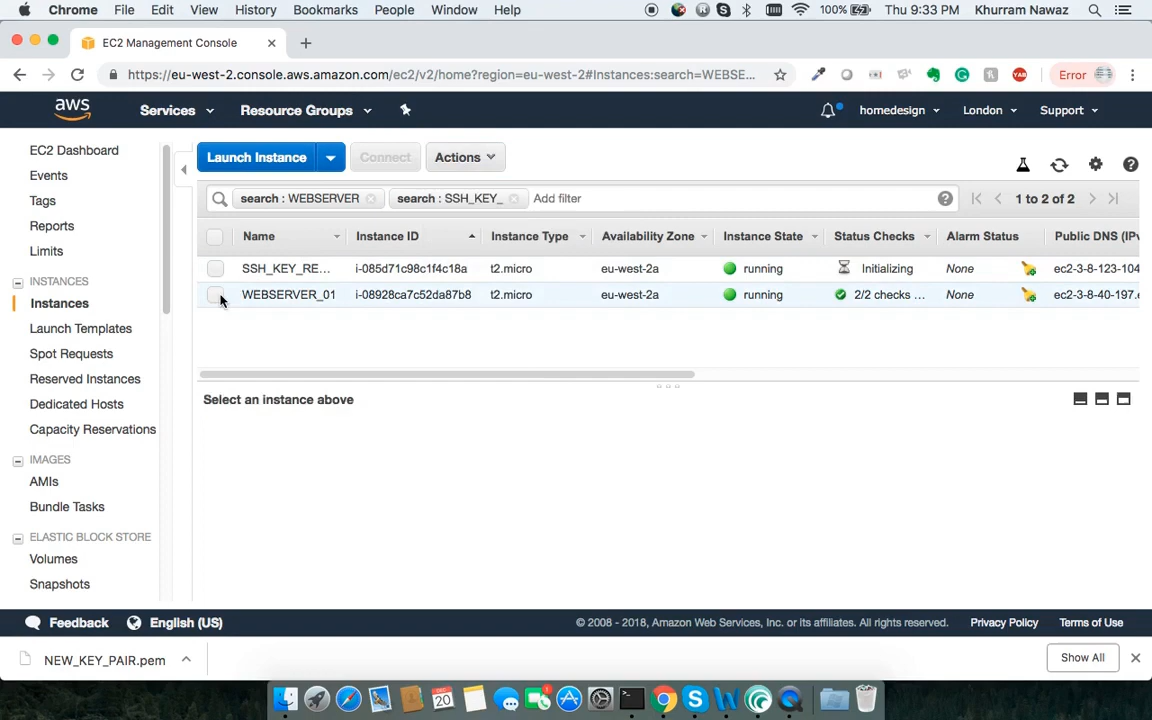 Chrome File Edit View History Bookmarks People Window Help 100% Thu 9:33 PM Khurram Nawaz
EC2 Management Console
https://eu-west-2.console.aws.amazon.com/ec2/v2/home?region=eu-west-2#Instances:search=WEBSE... YAB Error
aws Services Resource Groups homedesign London Support
EC2 Dashboard
Events
Tags
Reports
Limits
INSTANCES
Instances
Launch Templates
Spot Requests
Reserved Instances
Dedicated Hosts
Capacity Reservations
IMAGES
AMIs
Bundle Tasks
ELASTIC BLOCK STORE
Volumes
Snapshots
Launch Instance Connect Actions
search : WEBSERVER search : SSH_KEY_ Add filter 1 to 2 of 2
Name Instance ID Instance Type Availability Zone Instance State Status Checks Alarm Status Public DNS (IPv
SSH_KEY_RE... i-085d71c98c1f4c18a t2.micro eu-west-2a running Initializing None ec2-3-8-123-104
WEBSERVER_01 i-08928ca7c52da87b8 t2.micro eu-west-2a running 2/2 checks ... None ec2-3-8-40-197.e
Select an instance above
Feedback English (US) © 2008 - 2018, Amazon Web Services, Inc. or its affiliates. All rights reserved. Privacy Policy Terms of Use
NEW_KEY_PAIR.pem Show All